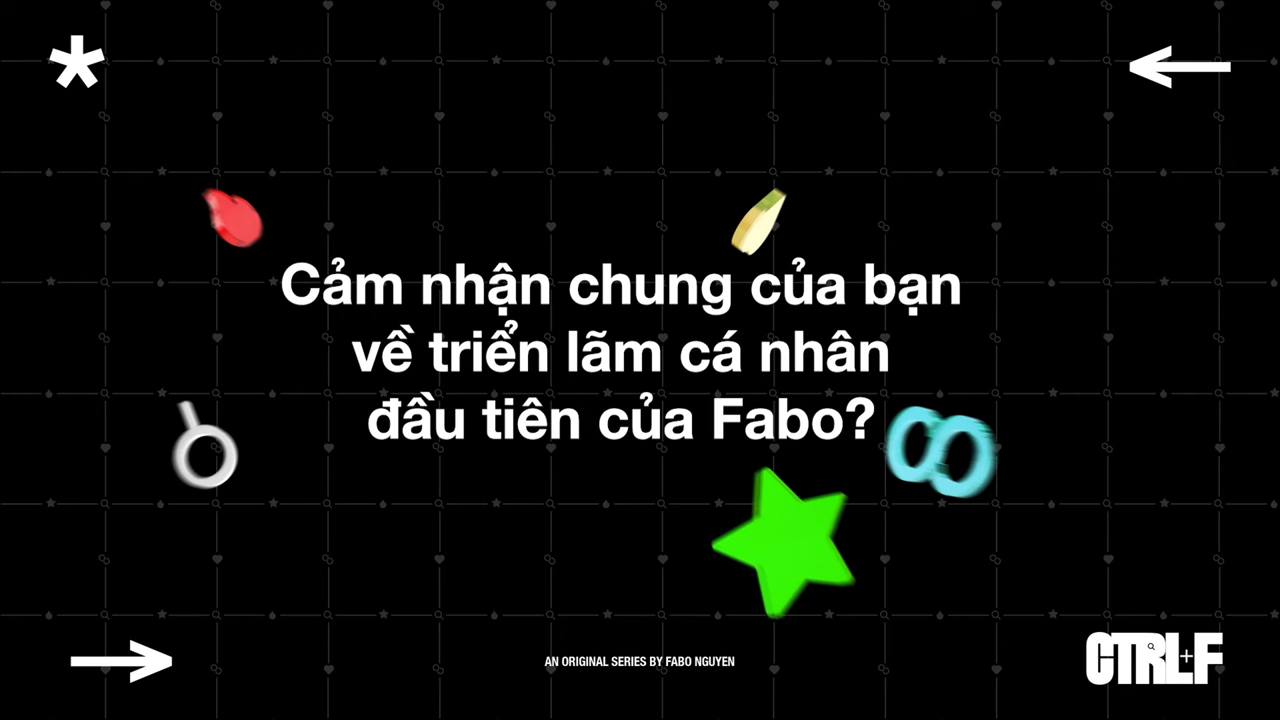 Cảm nhận chung của bạn
về triển lãm cá nhân
đầu tiên của Fabo?
AN ORIGINAL SERIES BY FABO NGUYEN
CTRL+F